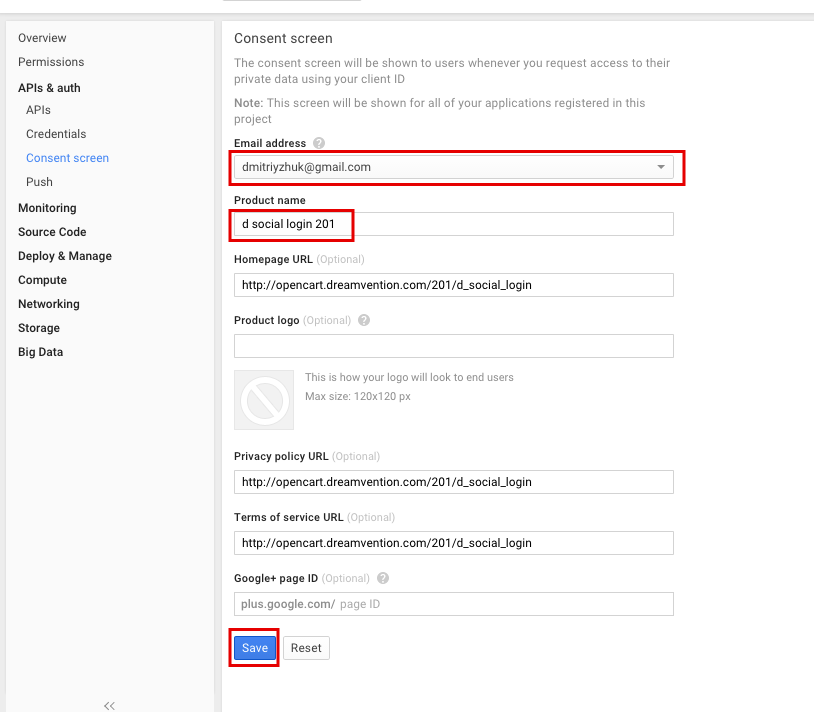 Overview
Permissions
APIs & auth
APIs
Credentials
Consent screen
Push
Monitoring
Source Code
Deploy & Manage
Compute
Networking
Storage
Big Data
Consent screen
The consent screen will be shown to users whenever you request access to their
private data using your client ID
Note: This screen will be shown for all of your applications registered in this
project
Email address ?
dmitriyzhuk@gmail.com
Product name
d social login 201
Homepage URL (Optional)
http://opencart.dreamvention.com/201/d_social_login
Product logo (Optional) ?
This is how your logo will look to end users
Max size: 120x120 px
Privacy policy URL (Optional)
http://opencart.dreamvention.com/201/d_social_login
Terms of service URL (Optional)
http://opencart.dreamvention.com/201/d_social_login
Google+ page ID (Optional) ?
plus.google.com/ page ID
Save Reset